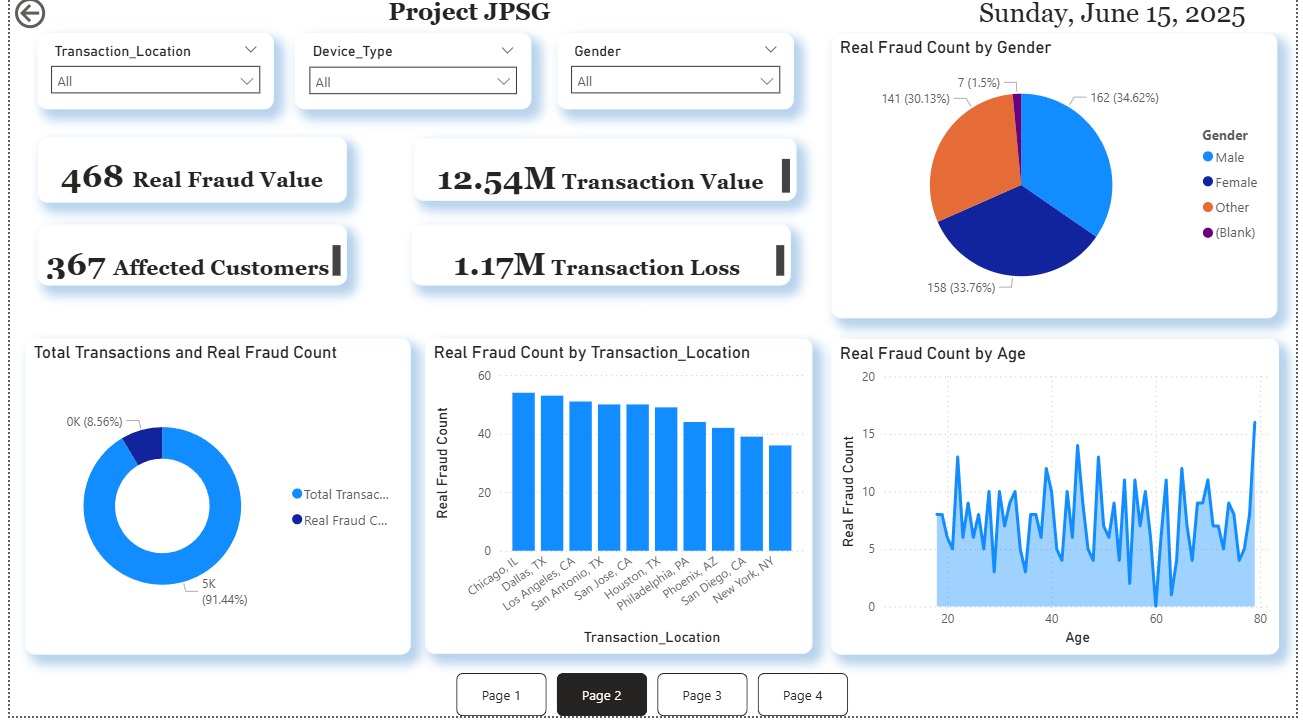 Project JPSG
Sunday, June 15, 2025
Transaction_Location
All
Device_Type
All
Gender
All
468 Real Fraud Value
12.54M Transaction Value
367 Affected Customers
1.17M Transaction Loss
Real Fraud Count by Gender
7 (1.5%)
141 (30.13%)
162 (34.62%)
158 (33.76%)
Gender
Male
Female
Other
(Blank)
Total Transactions and Real Fraud Count
0K (8.56%)
5K
(91.44%)
Total Transac...
Real Fraud C...
Real Fraud Count by Transaction_Location
Real Fraud Count
60
40
20
0
Chicago, IL
Dallas, TX
Los Angeles, CA
San Antonio, TX
San Jose, CA
Houston, TX
Philadelphia, PA
Phoenix, AZ
San Diego, CA
New York, NY
Transaction_Location
Real Fraud Count by Age
Real Fraud Count
20
15
10
5
0
20
40
60
80
Age
Page 1
Page 2
Page 3
Page 4